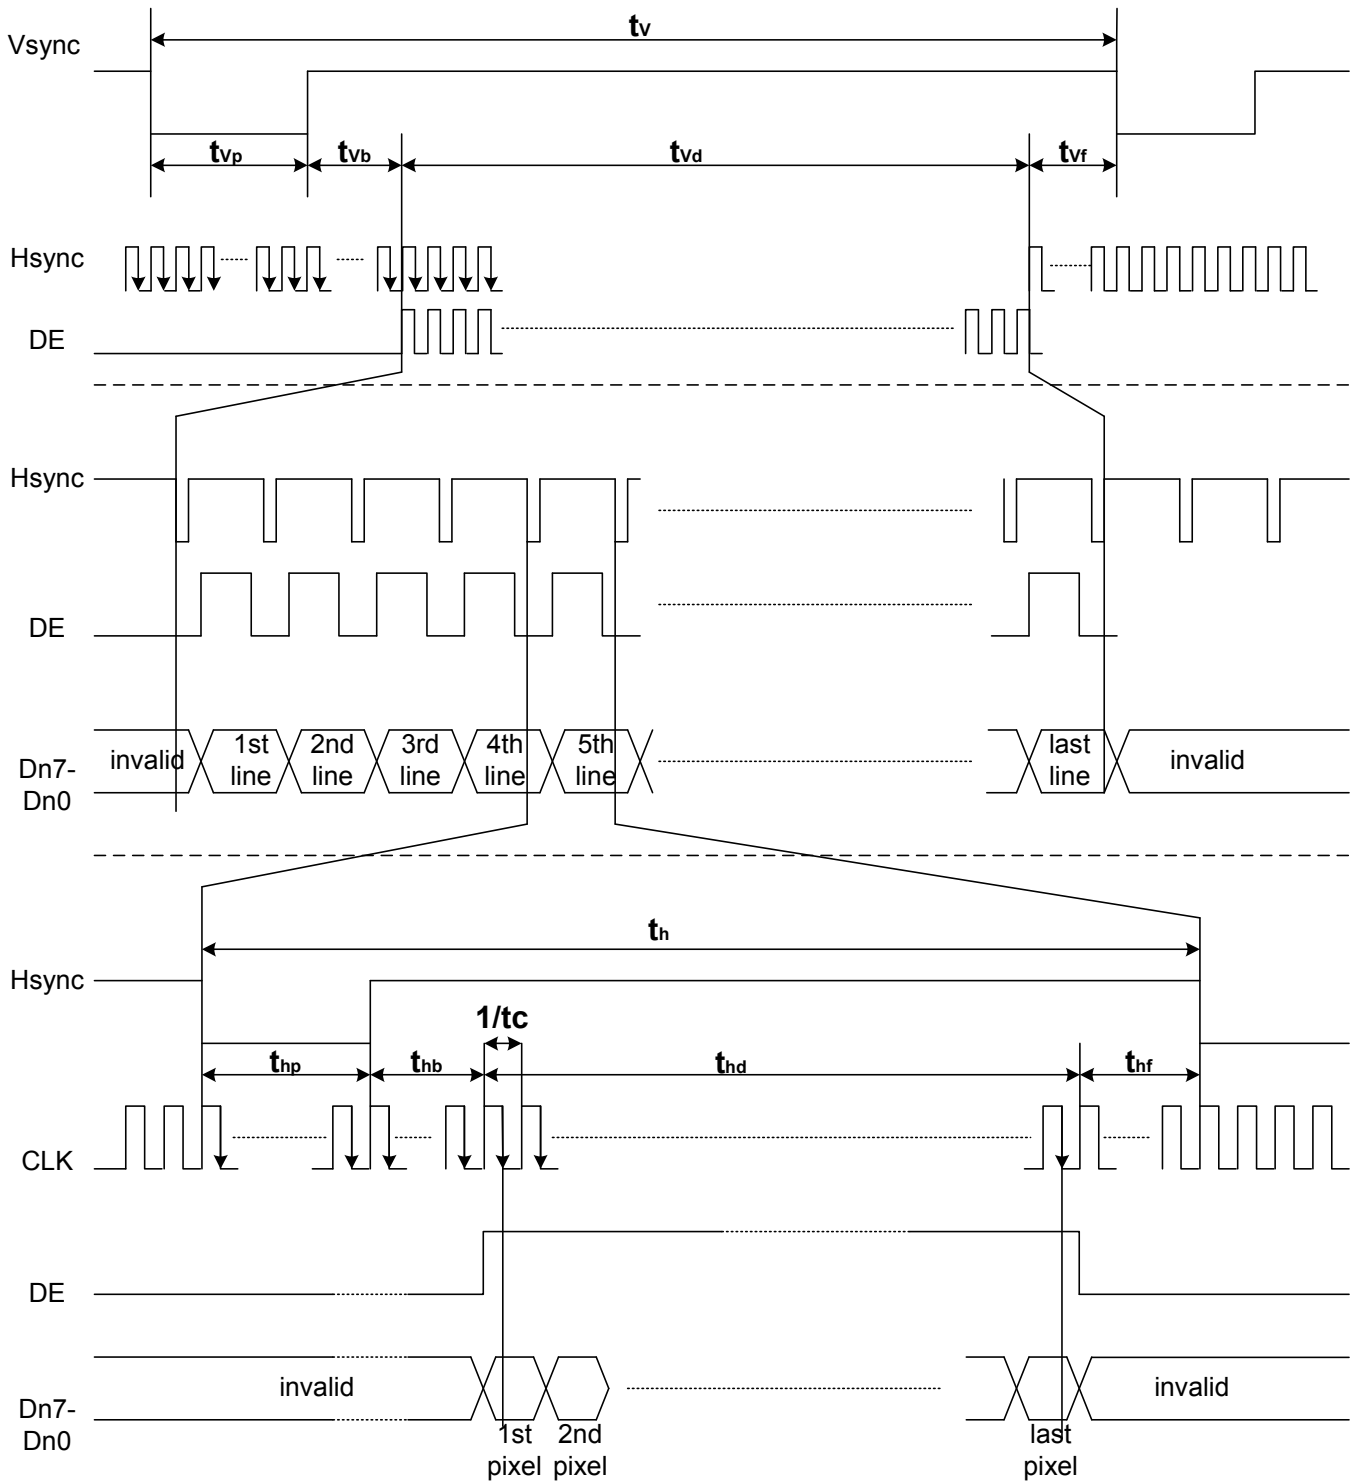 tv
Vsync
tvp tvb tvd tvf
Hsync
DE
Hsync
DE
invalid 1st line 2nd line 3rd line 4th line 5th line last line invalid
Dn7-
Dn0
th
Hsync
1/tc
thp thb thd thf
CLK
DE
invalid invalid
Dn7-
Dn0
1st pixel 2nd pixel last pixel